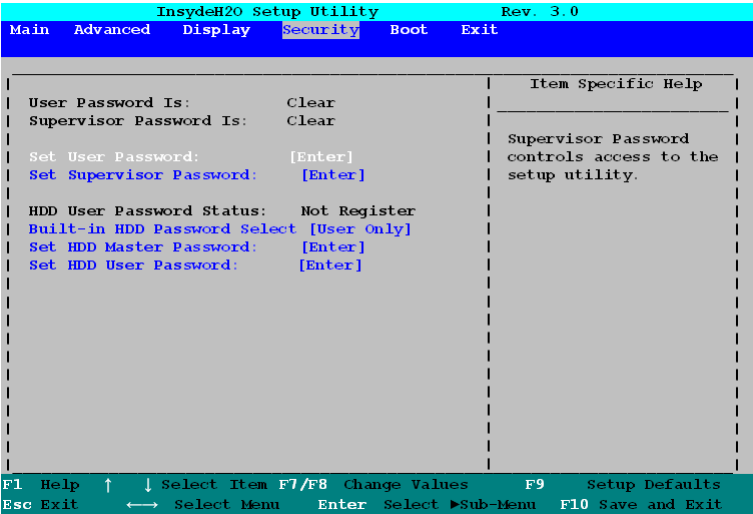 InsydeH2O Setup Utility Rev. 3.0
Main Advanced Display Security Boot Exit
Item Specific Help
User Password Is: Clear
Supervisor Password Is: Clear
Supervisor Password
Set User Password: [Enter] controls access to the
Set Supervisor Password: [Enter] setup utility.
HDD User Password Status: Not Register
Built-in HDD Password Select [User Only]
Set HDD Master Password: [Enter]
Set HDD User Password: [Enter]
F1 Help ↑ ↓ Select Item F7/F8 Change Values F9 Setup Defaults
Esc Exit ←→ Select Menu Enter Select ►Sub-Menu F10 Save and Exit